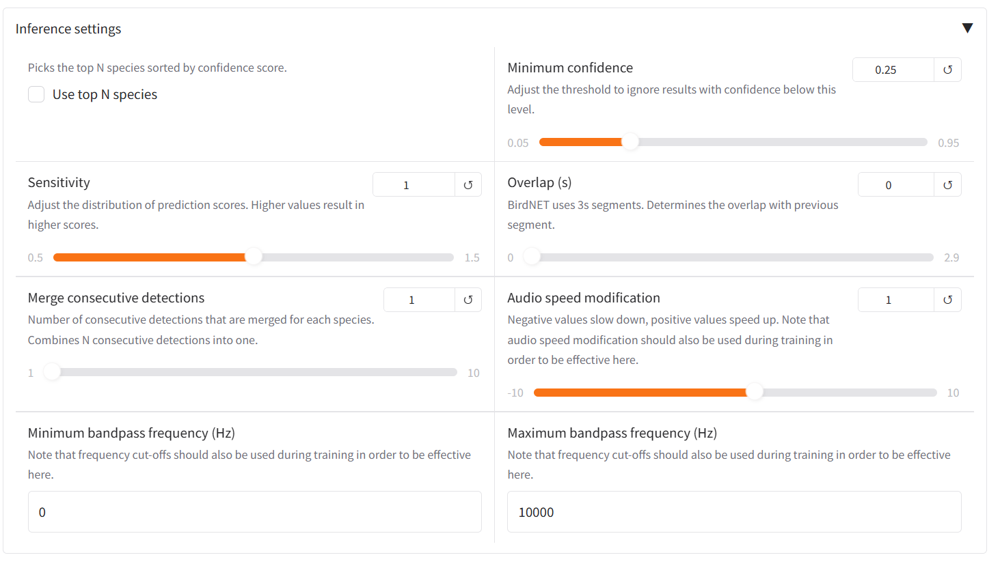 Inference settings
▼
Picks the top N species sorted by confidence score.
Use top N species
Minimum confidence
0.25
↺
Adjust the threshold to ignore results with confidence below this
level.
0.05
0.95
Sensitivity
1
↺
Adjust the distribution of prediction scores. Higher values result in
higher scores.
0.5
1.5
Overlap (s)
0
↺
BirdNET uses 3s segments. Determines the overlap with previous
segment.
0
2.9
Merge consecutive detections
1
↺
Number of consecutive detections that are merged for each species.
Combines N consecutive detections into one.
1
10
Audio speed modification
1
↺
Negative values slow down, positive values speed up. Note that
audio speed modification should also be used during training in
order to be effective here.
-10
10
Minimum bandpass frequency (Hz)
Note that frequency cut-offs should also be used during training in order to be effective
here.
0
Maximum bandpass frequency (Hz)
Note that frequency cut-offs should also be used during training in order to be effective
here.
10000